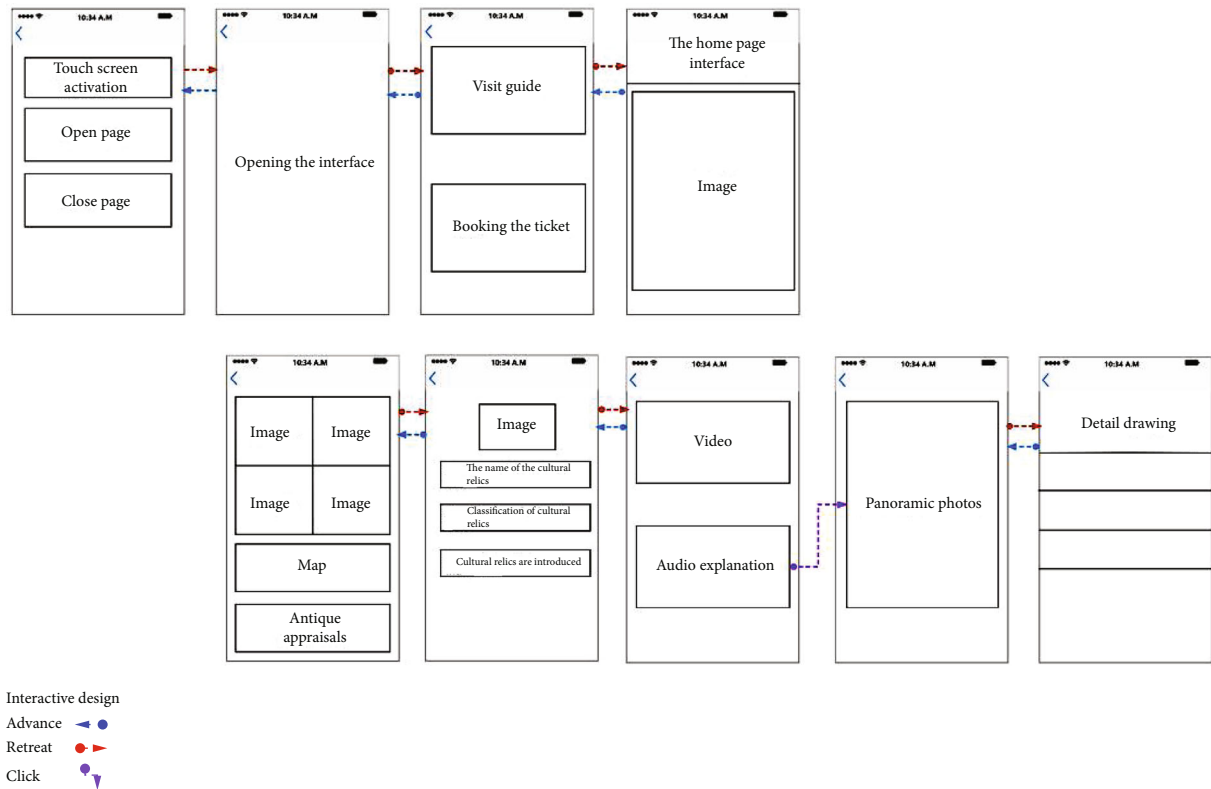 10:34 A.M
Touch screen
activation
Open page
Close page
10:34 A.M
Opening the interface
10:34 A.M
Visit guide
Booking the ticket
10:34 A.M
The home page
interface
Image
10:34 A.M
Image
Image
Image
Image
Map
Antique
appraisals
10:34 A.M
Image
The name of the cultural
relics
Classification of cultural
relics
Cultural relics are introduced
10:34 A.M
Video
Audio explanation
10:34 A.M
Panoramic photos
10:34 A.M
Detail drawing
Interactive design
Advance
Retreat
Click